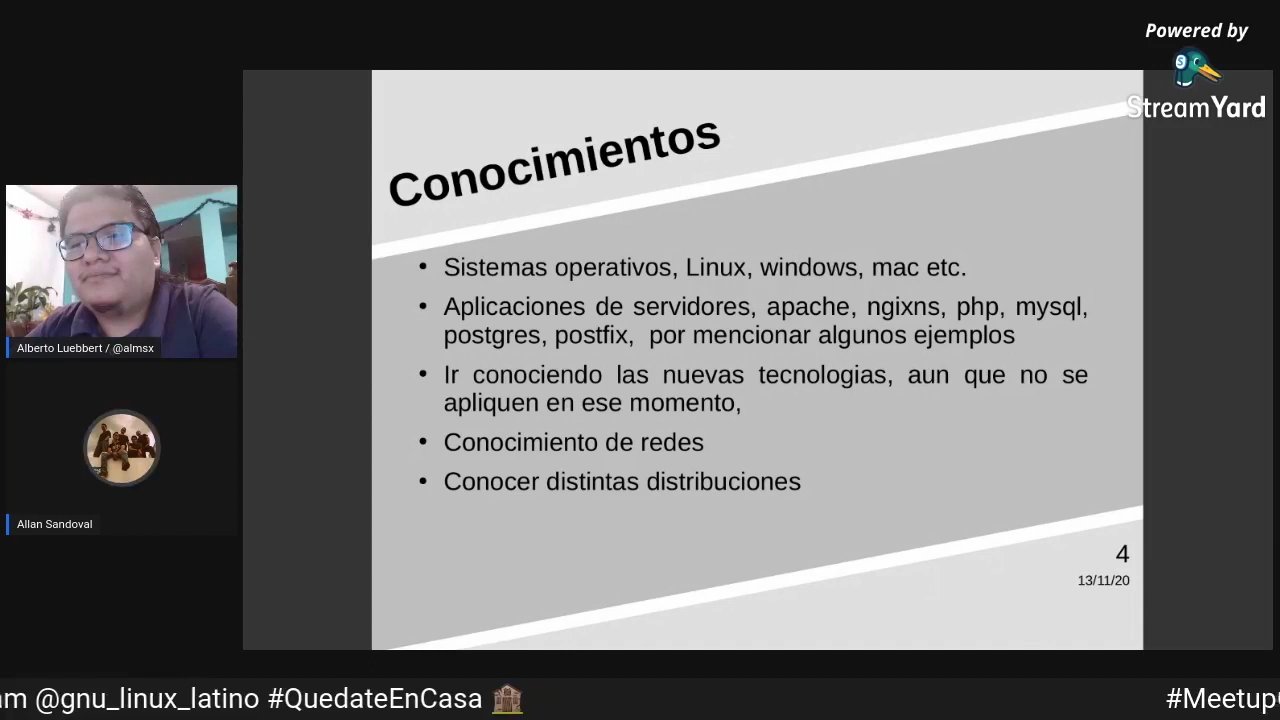 Powered by
StreamYard
Conocimientos
• Sistemas operativos, Linux, windows, mac etc.
• Aplicaciones de servidores, apache, ngixns, php, mysql,
postgres, postfix, por mencionar algunos ejemplos
• Ir conociendo las nuevas tecnologias, aun que no se
apliquen en ese momento,
• Conocimiento de redes
• Conocer distintas distribuciones
4
13/11/20
Alberto Luebbert / @almsx
Allan Sandoval
am @gnu_linux_latino #QuedateEnCasa #Meetup